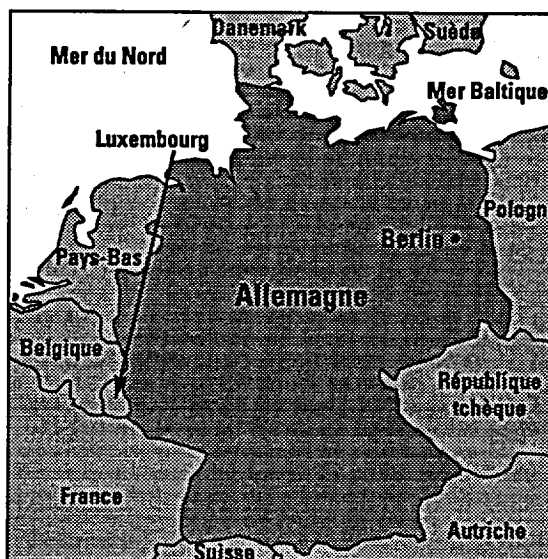 Danemark
Suède
Mer du Nord
Mer Baltique
Luxembourg
Pologn
Berlin
Pays-Bas
Allemagne
Belgique
République
tchèque
France
Autriche
Suisse